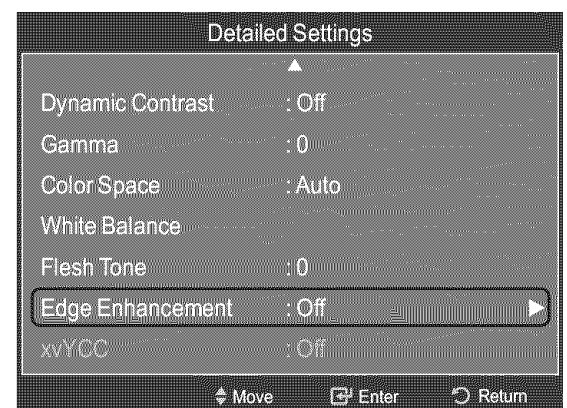 Detailed Settings
Dynamic Contrast : Off
Gamma : 0
Color Space : Auto
White Balance
Flesh Tone : 0
Edge Enhancement : Off
xvYCC : Off
Move Enter Return